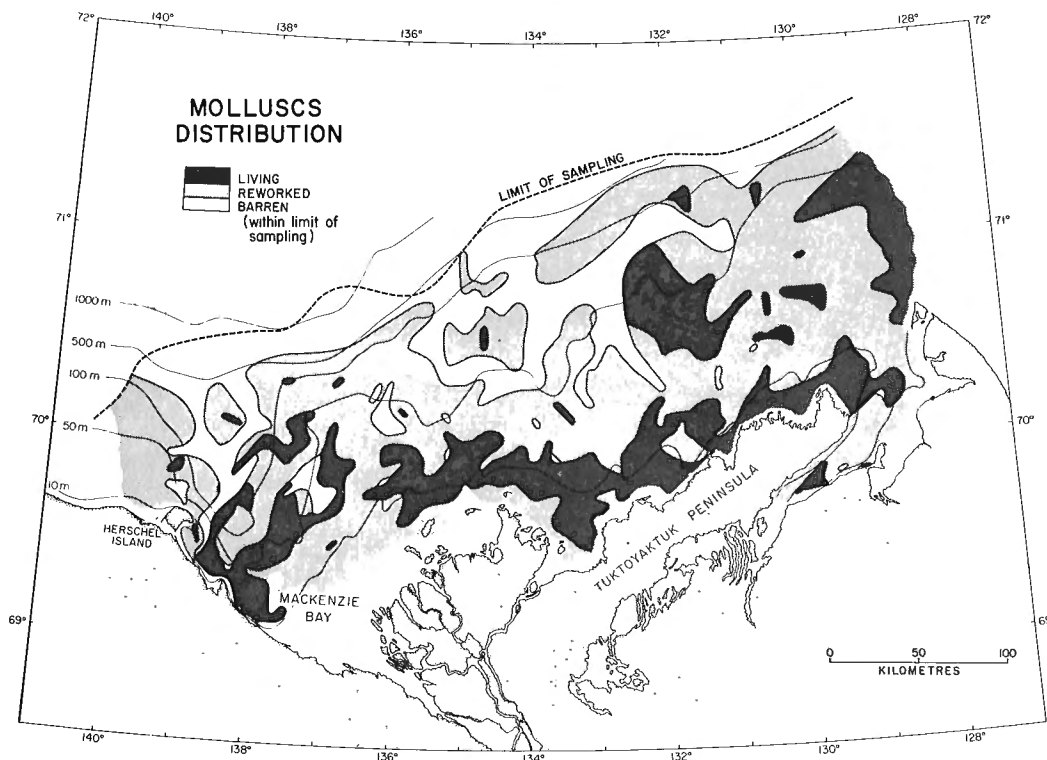 72°
140°
138°
136°
134°
132°
130°
128°
72°
MOLLUSCS
DISTRIBUTION
LIVING
REWORKED
BARREN
(within limit of
sampling)
LIMIT OF SAMPLING
71°
71°
1000 m
500 m
100 m
50 m
10 m
70°
70°
HERSCHEL
ISLAND
MACKENZIE
BAY
TUKTOYAKTUK PENINSULA
69°
0 50 100
KILOMETRES
140°
138°
136°
134°
132°
130°
128°